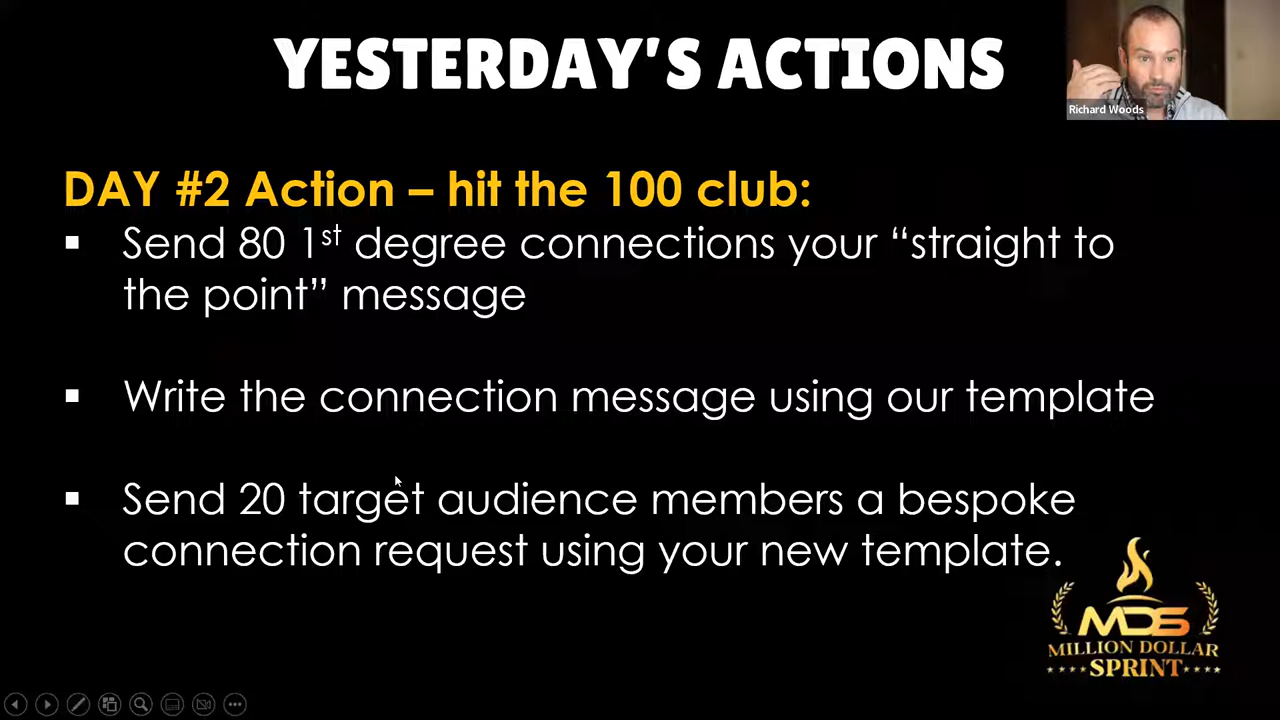 YESTERDAY'S ACTIONS
Richard Woods
DAY #2 Action – hit the 100 club:
▪ Send 80 1st degree connections your “straight to
the point” message
▪ Write the connection message using our template
▪ Send 20 target audience members a bespoke
connection request using your new template.
MDS
MILLION DOLLAR
SPRINT